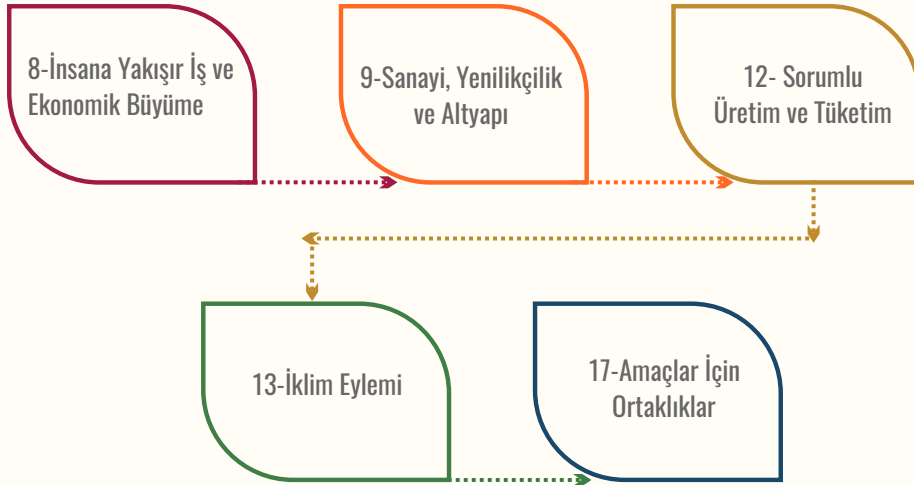 8-İnsana Yakışır İş ve
Ekonomik Büyüme
9-Sanayi, Yenilikçilik
ve Altyapı
12- Sorumlu
Üretim ve Tüketim
13-İklim Eylemi
17-Amaçlar İçin
Ortaklıklar